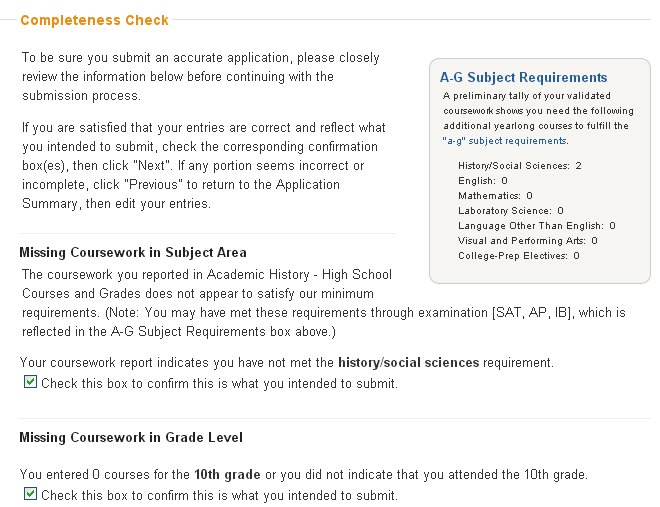 Completeness Check
To be sure you submit an accurate application, please closely
review the information below before continuing with the
submission process.
If you are satisfied that your entries are correct and reflect what
you intended to submit, check the corresponding confirmation
box(es), then click "Next". If any portion seems incorrect or
incomplete, click "Previous" to return to the Application
Summary, then edit your entries.
A-G Subject Requirements
A preliminary tally of your validated
coursework shows you need the following
additional yearlong courses to fulfill the
"a-g" subject requirements.
History/Social Sciences: 2
English: 0
Mathematics: 0
Laboratory Science: 0
Language Other Than English: 0
Visual and Performing Arts: 0
College-Prep Electives: 0
Missing Coursework in Subject Area
The coursework you reported in Academic History - High School
Courses and Grades does not appear to satisfy our minimum
requirements. (Note: You may have met these requirements through examination [SAT, AP, IB], which is
reflected in the A-G Subject Requirements box above.)
Your coursework report indicates you have not met the history/social sciences requirement.
Check this box to confirm this is what you intended to submit.
Missing Coursework in Grade Level
You entered 0 courses for the 10th grade or you did not indicate that you attended the 10th grade.
Check this box to confirm this is what you intended to submit.